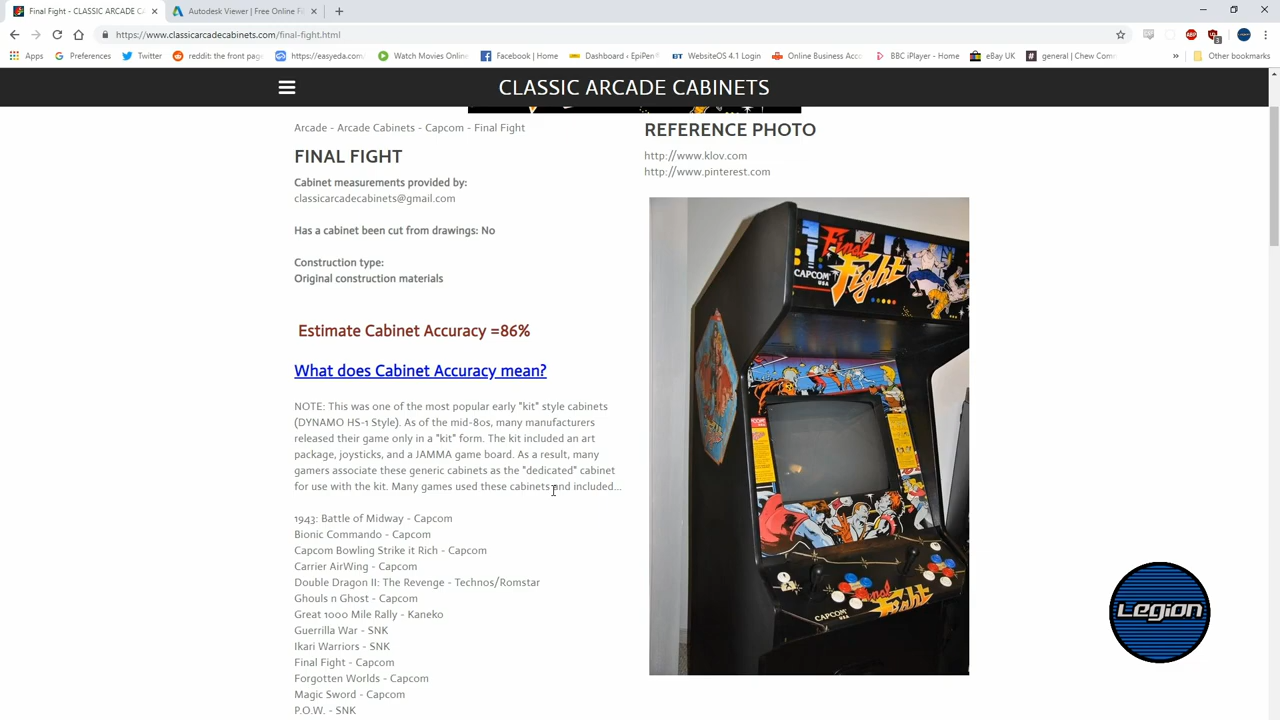 Final Fight - CLASSIC ARCADE CA
Autodesk Viewer | Free Online Fi
https://www.classicarcadecabinets.com/final-fight.html
Apps
Preferences
Twitter
reddit: the front page
https://easyeda.com
Watch Movies Online
Facebook | Home
Dashboard ‹ EpiPen
WebsiteOS 4.1 Login
Online Business Acc
BBC iPlayer - Home
eBay UK
general | Chew Com
»
Other bookmarks
CLASSIC ARCADE CABINETS
Arcade - Arcade Cabinets - Capcom - Final Fight
FINAL FIGHT
Cabinet measurements provided by:
classicarcadecabinets@gmail.com
Has a cabinet been cut from drawings: No
Construction type:
Original construction materials
Estimate Cabinet Accuracy =86%
What does Cabinet Accuracy mean?
NOTE: This was one of the most popular early "kit" style cabinets
(DYNAMO HS-1 Style). As of the mid-80s, many manufacturers
released their game only in a "kit" form. The kit included an art
package, joysticks, and a JAMMA game board. As a result, many
gamers associate these generic cabinets as the "dedicated" cabinet
for use with the kit. Many games used these cabinets and included...
1943: Battle of Midway - Capcom
Bionic Commando - Capcom
Capcom Bowling Strike it Rich - Capcom
Carrier AirWing - Capcom
Double Dragon II: The Revenge - Technos/Romstar
Ghouls n Ghost - Capcom
Great 1000 Mile Rally - Kaneko
Guerrilla War - SNK
Ikari Warriors - SNK
Final Fight - Capcom
Forgotten Worlds - Capcom
Magic Sword - Capcom
P.O.W. - SNK
REFERENCE PHOTO
http://www.klov.com
http://www.pinterest.com
Final
Fight
CAPCOM
USA
Final
Fight
CAPCOM
USA
Legion